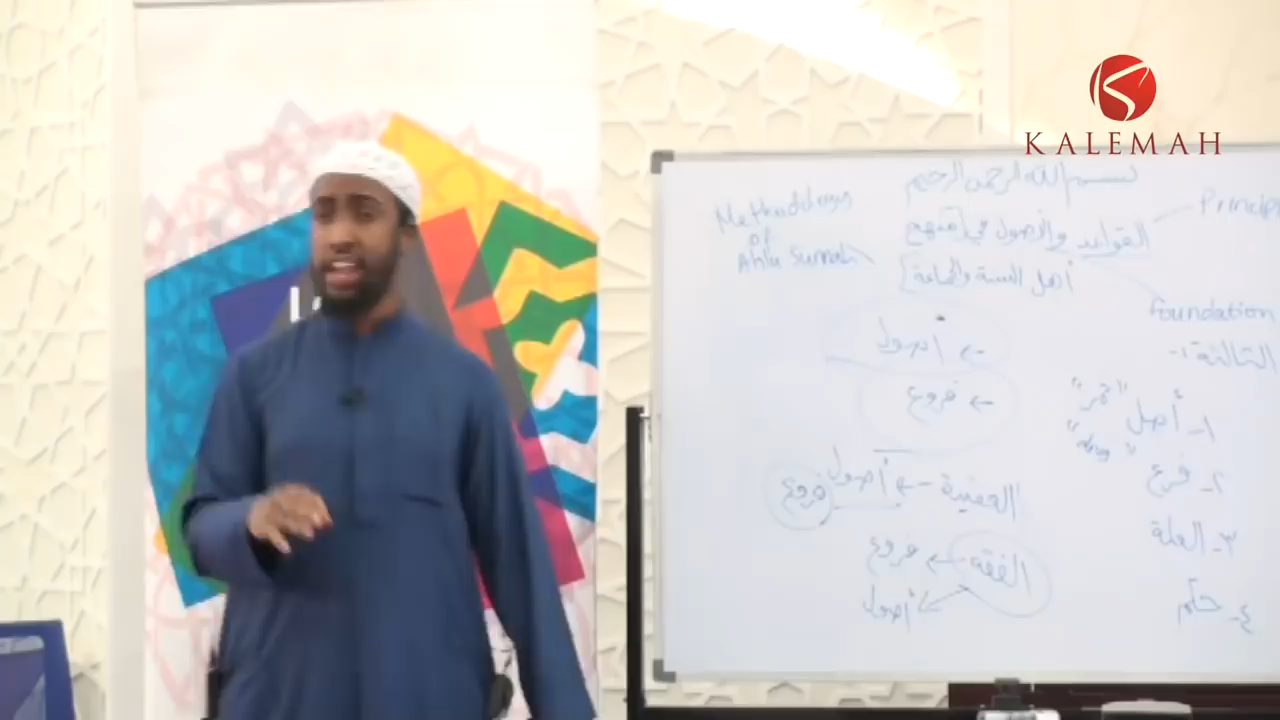 KALEMAH
بسم الله الرحمن الرحيم
Methodology
of
Ahlu Sunnah
Princip
القواعد والأصول في [منهج
أهل السنة والجماعة]
foundation
أصول ←
فروع ←
١- أصل "خمر"
٢- فرع
٣- العلة
٤- حكم
العقيدة ← أصول
فروع
الفقه ← فروع
أصول